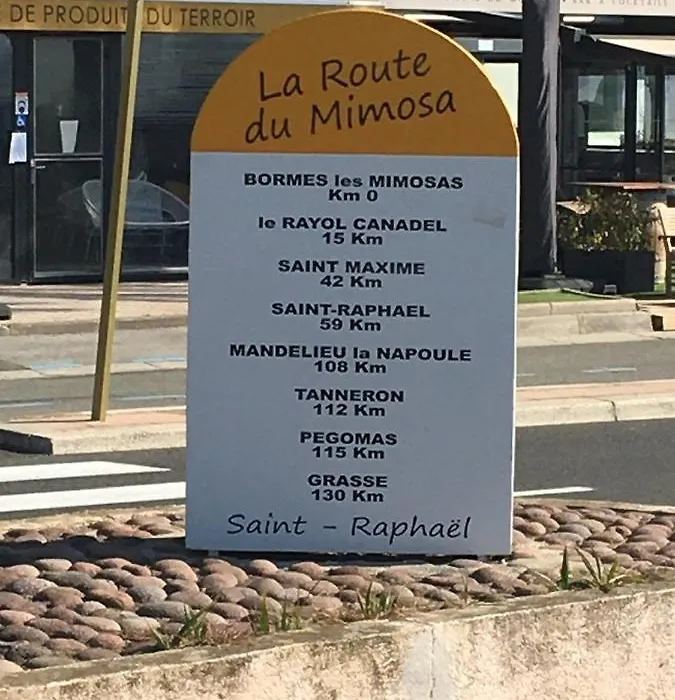 DE PRODUITS DU TERROIR
La Route
du Mimosa
BORMES les MIMOSAS
Km 0
le RAYOL CANADEL
15 Km
SAINT MAXIME
42 Km
SAINT-RAPHAEL
59 Km
MANDELIEU la NAPOULE
108 Km
TANNERON
112 Km
PEGOMAS
115 Km
GRASSE
130 Km
Saint - Raphaël